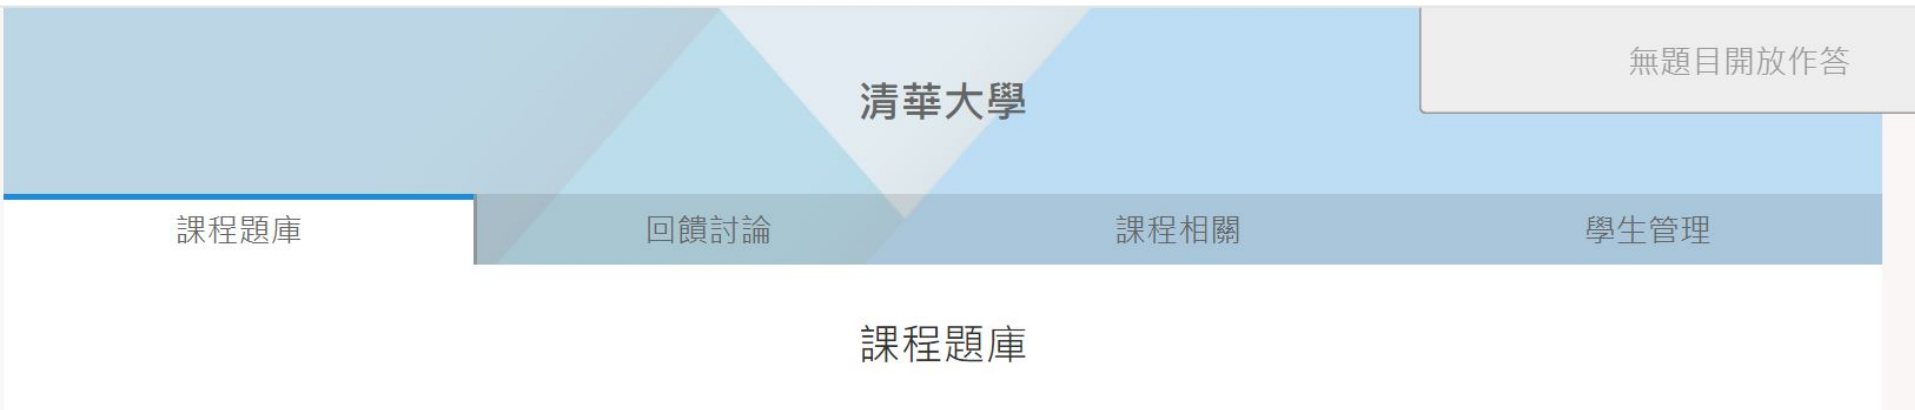 無題目開放作答
清華大學
課程題庫 回饋討論 課程相關 學生管理
課程題庫